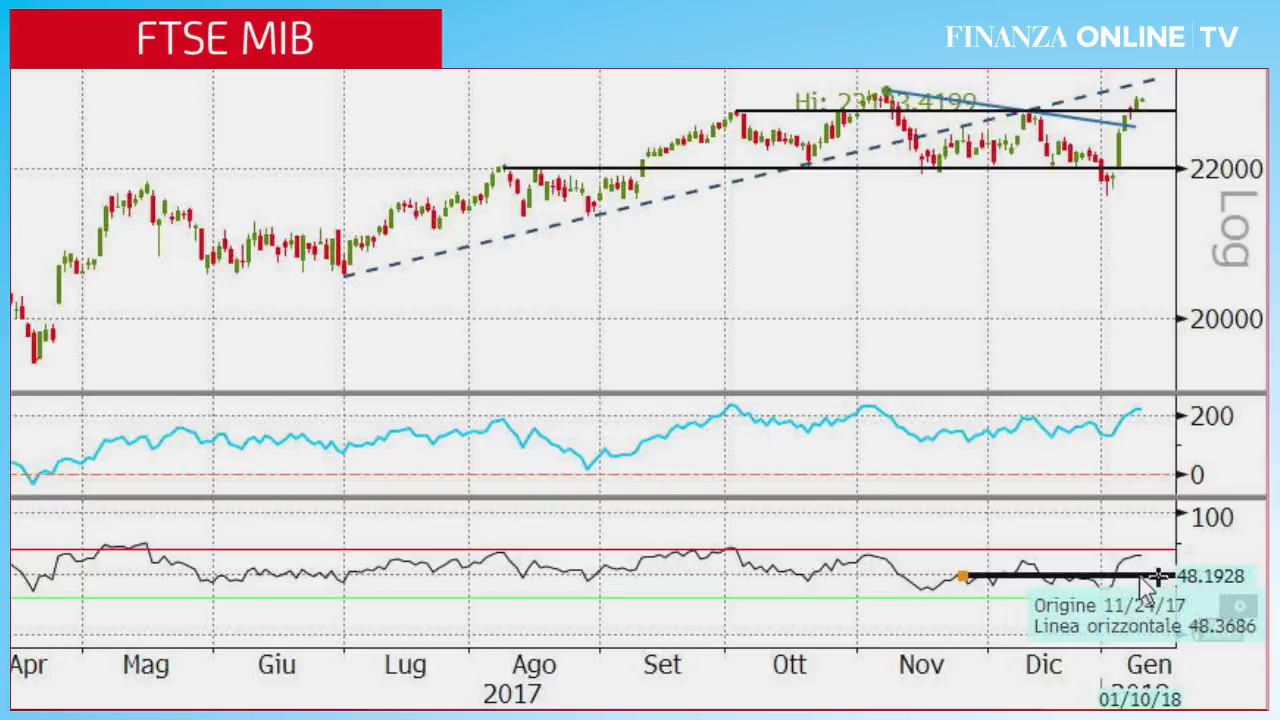 FTSE MIB
FINANZA ONLINE TV
22000
Log
20000
200
0
100
48.1928
Origine 11/24/17
Linea orizzontale 48.3686
Apr Mag Giu Lug Ago Set Ott Nov Dic Gen
2017
01/10/18